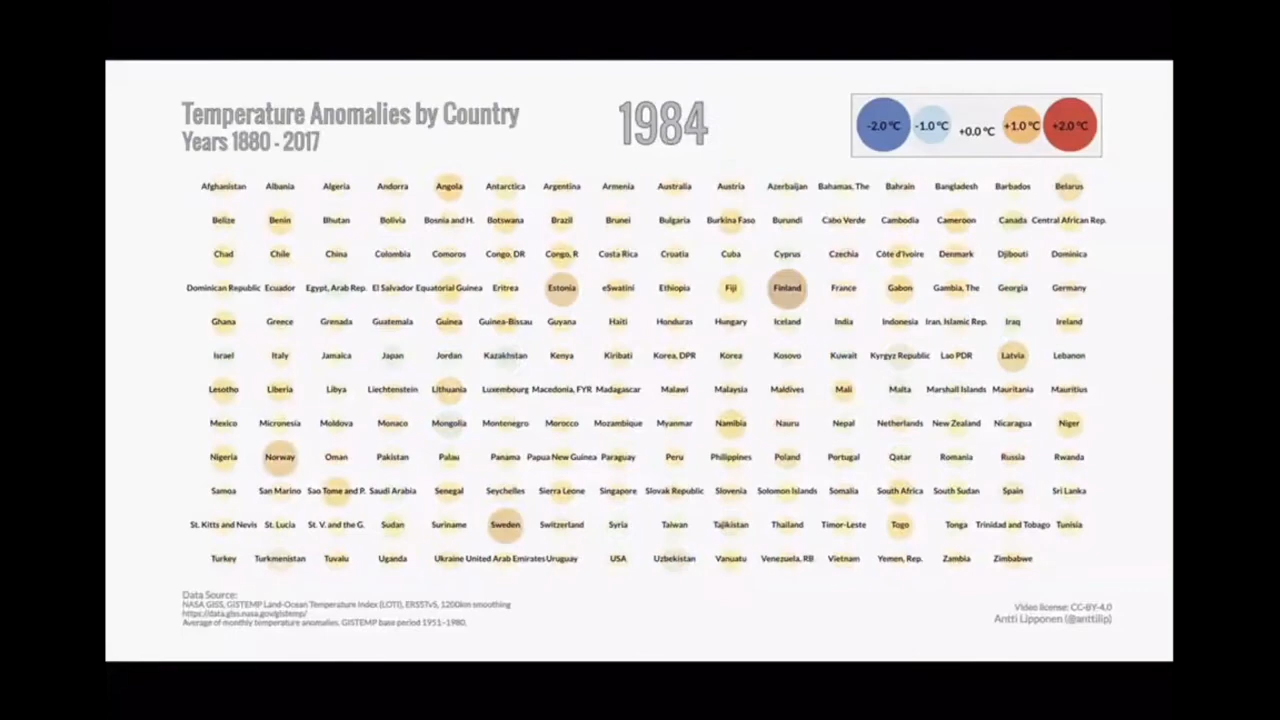 Temperature Anomalies by Country
Years 1880 - 2017
1984
-2.0 °C -1.0 °C +0.0 °C +1.0 °C +2.0 °C
Afghanistan Albania Algeria Andorra Angola Antarctica Argentina Armenia Australia Austria Azerbaijan Bahamas, The Bahrain Bangladesh Barbados Belarus
Belize Benin Bhutan Bolivia Bosnia and H. Botswana Brazil Brunei Bulgaria Burkina Faso Burundi Cabo Verde Cambodia Cameroon Canada Central African Rep.
Chad Chile China Colombia Comoros Congo, DR Congo, R Costa Rica Croatia Cuba Cyprus Czechia Côte d'Ivoire Denmark Djibouti Dominica
Dominican Republic Ecuador Egypt, Arab Rep. El Salvador Equatorial Guinea Eritrea Estonia eSwatini Ethiopia Fiji Finland France Gabon Gambia, The Georgia Germany
Ghana Greece Grenada Guatemala Guinea Guinea-Bissau Guyana Haiti Honduras Hungary Iceland India Indonesia Iran, Islamic Rep. Iraq Ireland
Israel Italy Jamaica Japan Jordan Kazakhstan Kenya Kiribati Korea, DPR Korea Kosovo Kuwait Kyrgyz Republic Lao PDR Latvia Lebanon
Lesotho Liberia Libya Liechtenstein Lithuania Luxembourg Macedonia, FYR Madagascar Malawi Malaysia Maldives Mali Malta Marshall Islands Mauritania Mauritius
Mexico Micronesia Moldova Monaco Mongolia Montenegro Morocco Mozambique Myanmar Namibia Nauru Nepal Netherlands New Zealand Nicaragua Niger
Nigeria Norway Oman Pakistan Palau Panama Papua New Guinea Paraguay Peru Philippines Poland Portugal Qatar Romania Russia Rwanda
Samoa San Marino Sao Tome and P. Saudi Arabia Senegal Seychelles Sierra Leone Singapore Slovak Republic Slovenia Solomon Islands Somalia South Africa South Sudan Spain Sri Lanka
St. Kitts and Nevis St. Lucia St. V. and the G. Sudan Suriname Sweden Switzerland Syria Taiwan Tajikistan Thailand Timor-Leste Togo Tonga Trinidad and Tobago Tunisia
Turkey Turkmenistan Tuvalu Uganda Ukraine United Arab Emirates Uruguay USA Uzbekistan Vanuatu Venezuela, RB Vietnam Yemen, Rep. Zambia Zimbabwe
Data Source:
NASA GISS, GISTEMP Land-Ocean Temperature Index (LOTI), ERSSTv5, 1200km smoothing
https://data.giss.nasa.gov/gistemp/
Average of monthly temperature anomalies. GISTEMP base period 1951-1980.
Video license: CC-BY-4.0
Antti Lipponen (@anttilip)